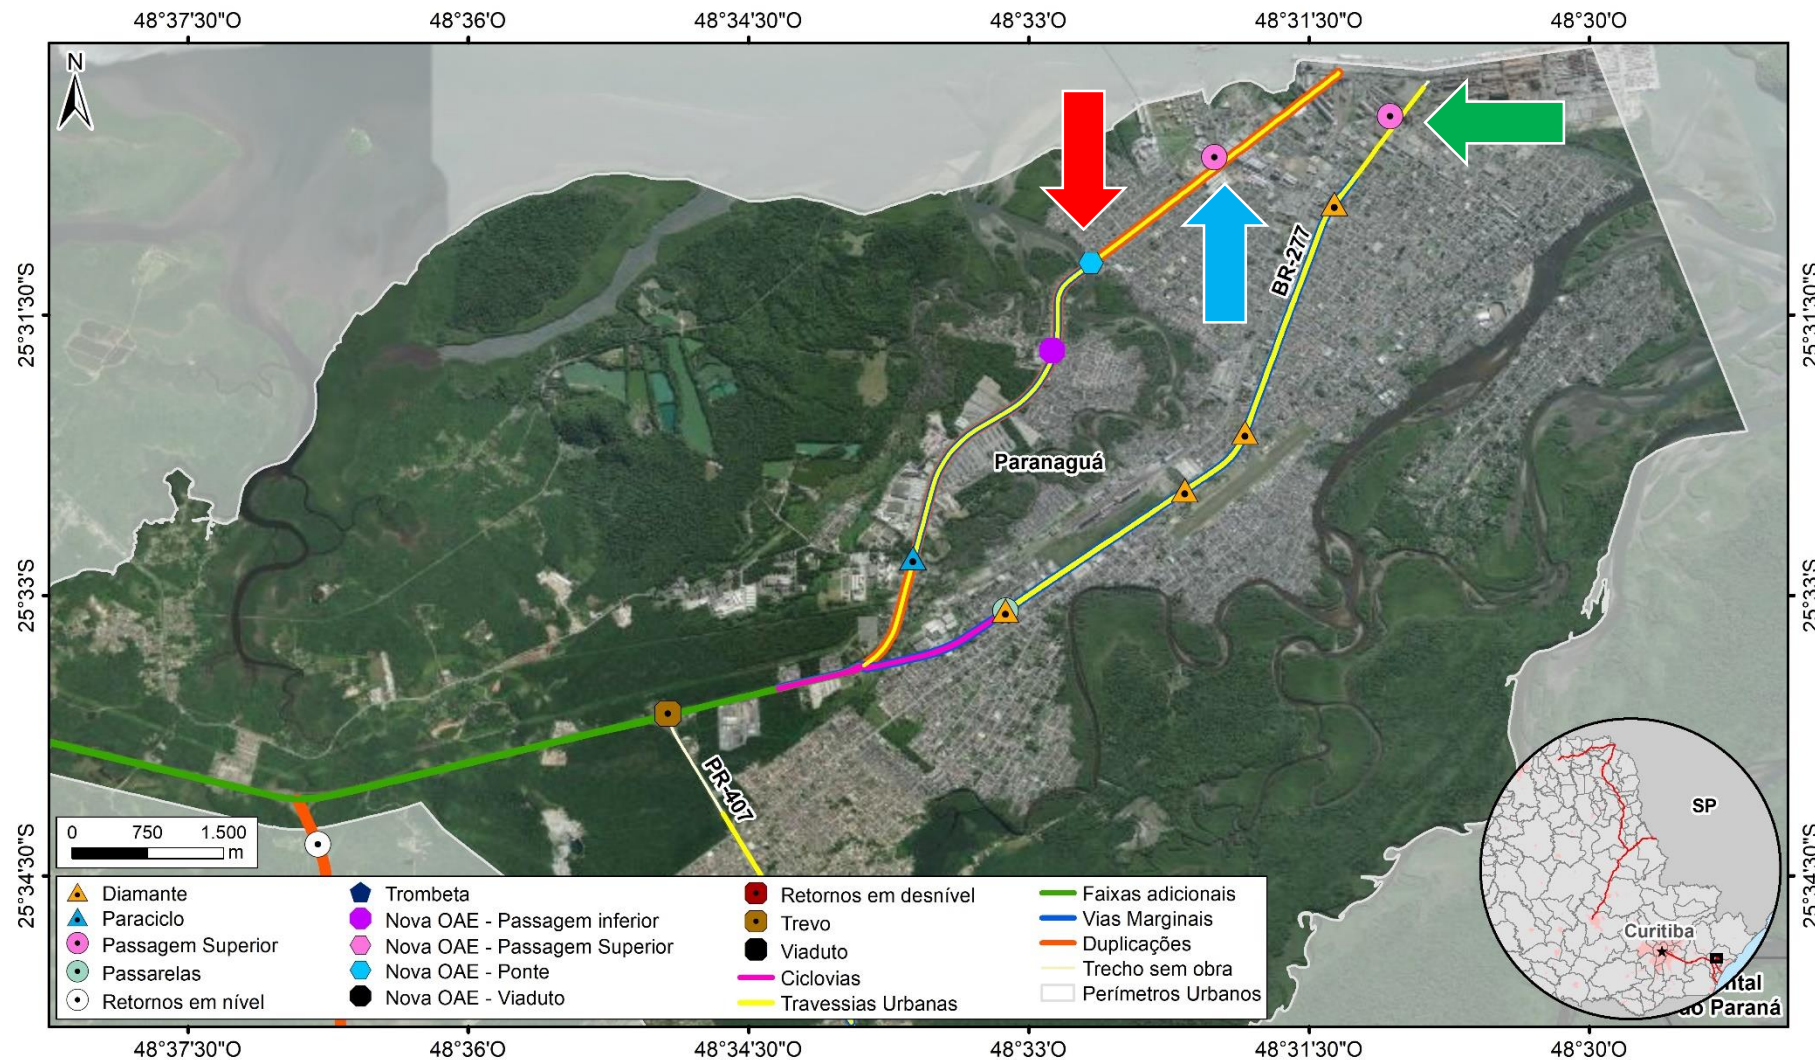 48°37'30"O 48°36'O 48°34'30"O 48°33'O 48°31'30"O 48°30'O
N
BR-277
25°31'30"S 25°31'30"S
Paranaguá
25°33'S 25°33'S
PR-407
SP
0 750 1.500
m
25°34'30"S 25°34'30"S
Curitiba
ntal
do Paraná
Diamante
Paraciclo
Passagem Superior
Passarelas
Retornos em nível
Trombeta
Nova OAE - Passagem inferior
Nova OAE - Passagem Superior
Nova OAE - Ponte
Nova OAE - Viaduto
Retornos em desnível
Trevo
Viaduto
Ciclovias
Travessias Urbanas
Faixas adicionais
Vias Marginais
Duplicações
Trecho sem obra
Perímetros Urbanos
48°37'30"O 48°36'O 48°34'30"O 48°33'O 48°31'30"O 48°30'O